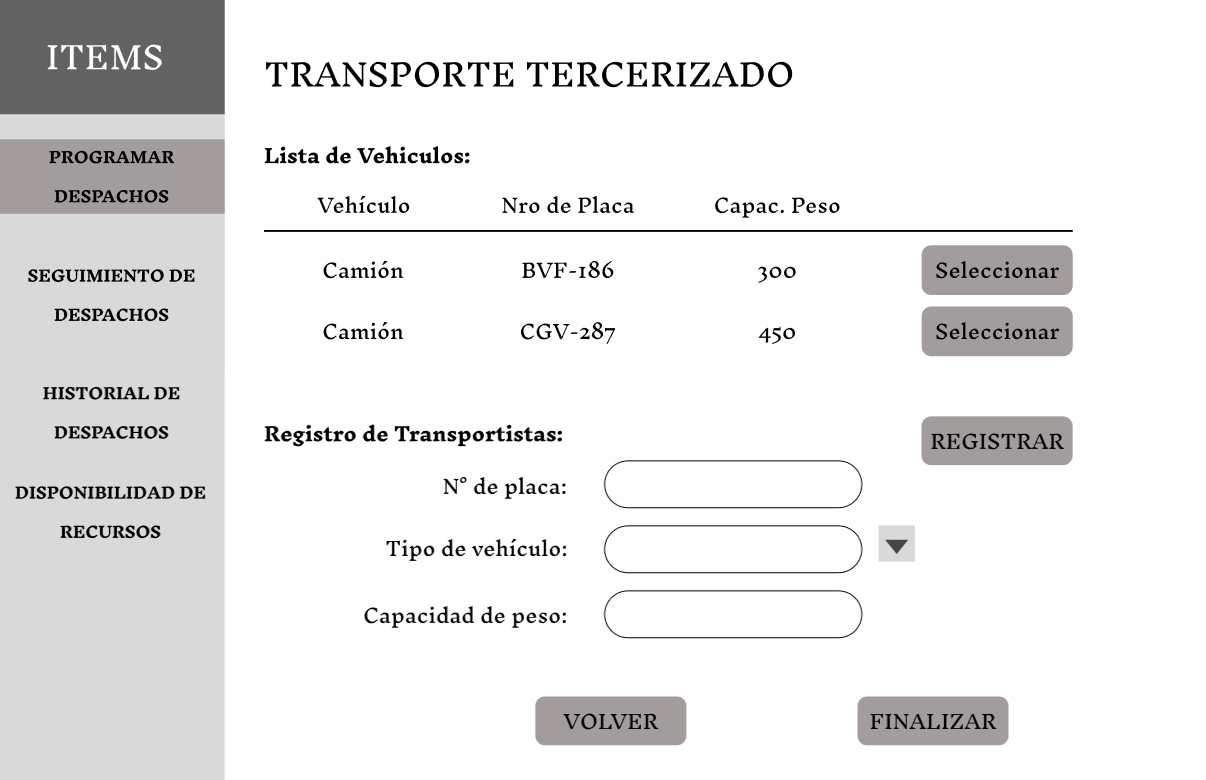 ITEMS
PROGRAMAR
DESPACHOS
SEGUIMIENTO DE
DESPACHOS
HISTORIAL DE
DESPACHOS
DISPONIBILIDAD DE
RECURSOS
TRANSPORTE TERCERIZADO
Lista de Vehiculos:
Vehículo Nro de Placa Capac. Peso
Camión BVF-186 300 Seleccionar
Camión CGV-287 450 Seleccionar
Registro de Transportistas:
REGISTRAR
N° de placa:
Tipo de vehículo:
Capacidad de peso:
VOLVER FINALIZAR